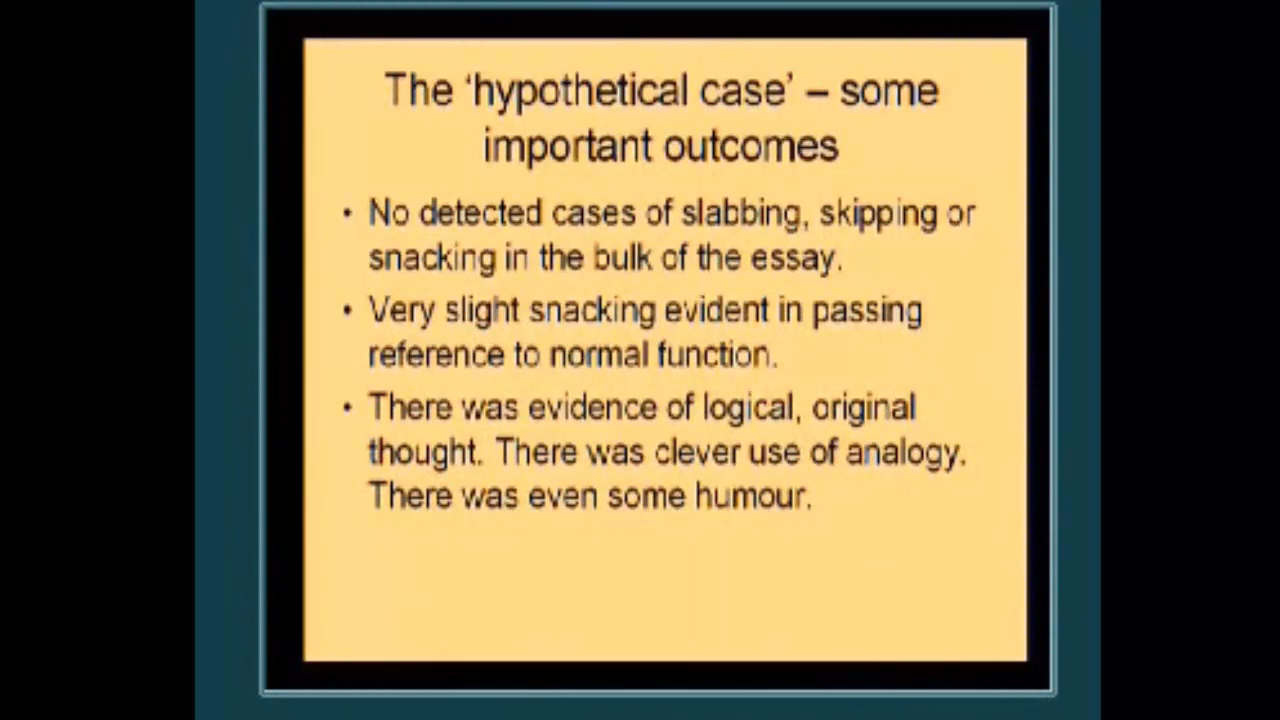 The ‘hypothetical case’ – some
important outcomes
• No detected cases of slabbing, skipping or
snacking in the bulk of the essay.
• Very slight snacking evident in passing
reference to normal function.
• There was evidence of logical, original
thought. There was clever use of analogy.
There was even some humour.